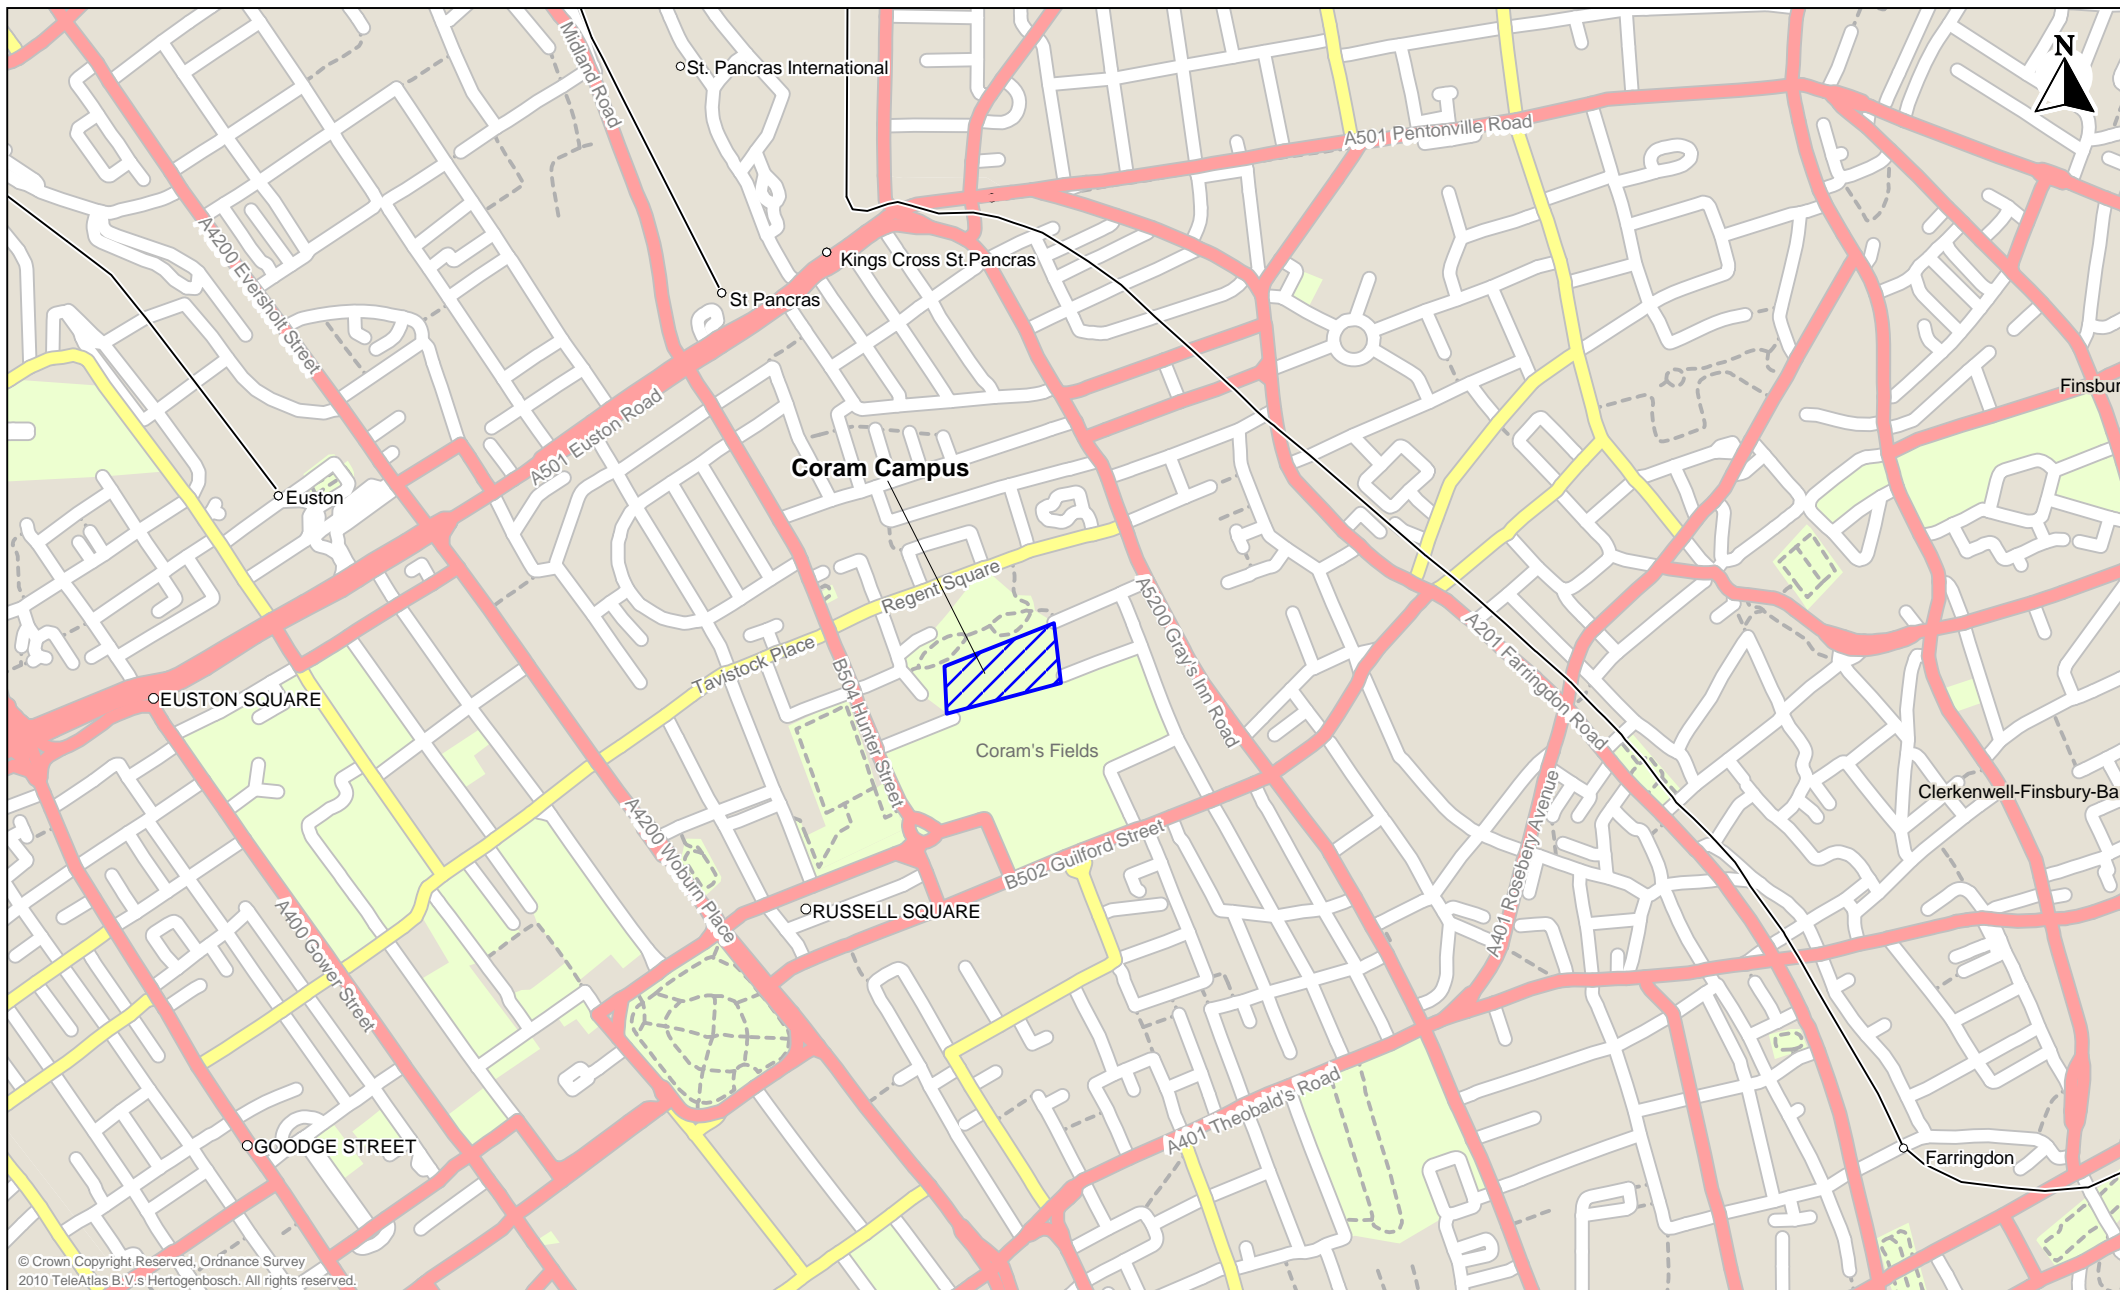 N
Midland Road
St. Pancras International
A501 Pentonville Road
A4200 Eversholt Street
Kings Cross St.Pancras
St Pancras
Finsbur
A501 Euston Road
Coram Campus
Euston
Regent Square
A5200 Gray's Inn Road
A201 Farringdon Road
Tavistock Place
B504 Hunter Street
EUSTON SQUARE
Coram's Fields
Clerkenwell-Finsbury-Ba
A4200 Woburn Place
B502 Guilford Street
A401 Rosebery Avenue
A400 Gower Street
RUSSELL SQUARE
A401 Theobald's Road
GOODGE STREET
Farringdon
© Crown Copyright Reserved, Ordnance Survey
2010 TeleAtlas B.V.s Hertogenbosch. All rights reserved.